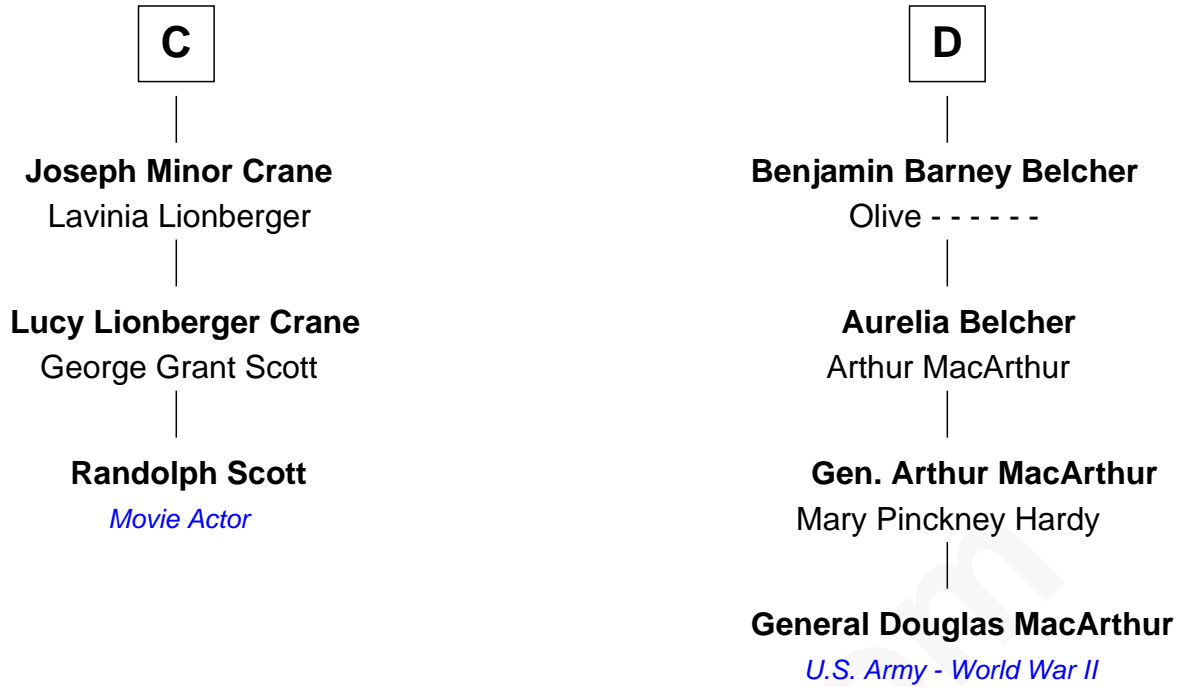 C
Joseph Minor Crane
Lavinia Lionberger
Lucy Lionberger Crane
George Grant Scott
Randolph Scott
Movie Actor
D
Benjamin Barney Belcher
Olive - - - - - -
Aurelia Belcher
Arthur MacArthur
Gen. Arthur MacArthur
Mary Pinckney Hardy
General Douglas MacArthur
U.S. Army - World War II